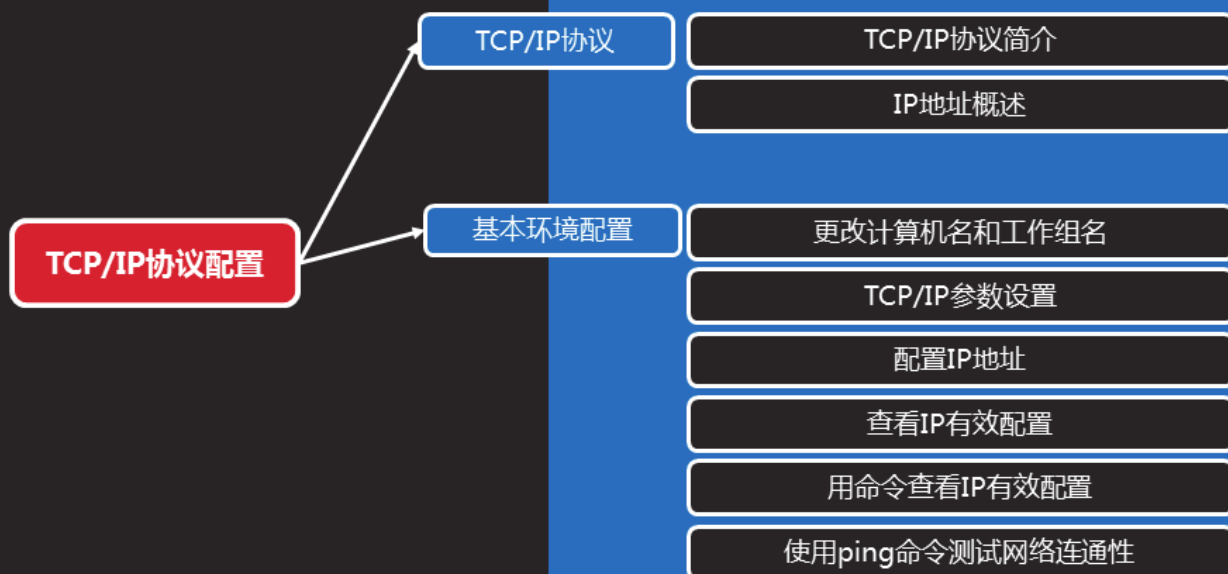 TCP/IP协议
TCP/IP协议简介
IP地址概述
TCP/IP协议配置
基本环境配置
更改计算机名和工作组名
TCP/IP参数设置
配置IP地址
查看IP有效配置
用命令查看IP有效配置
使用ping命令测试网络连通性